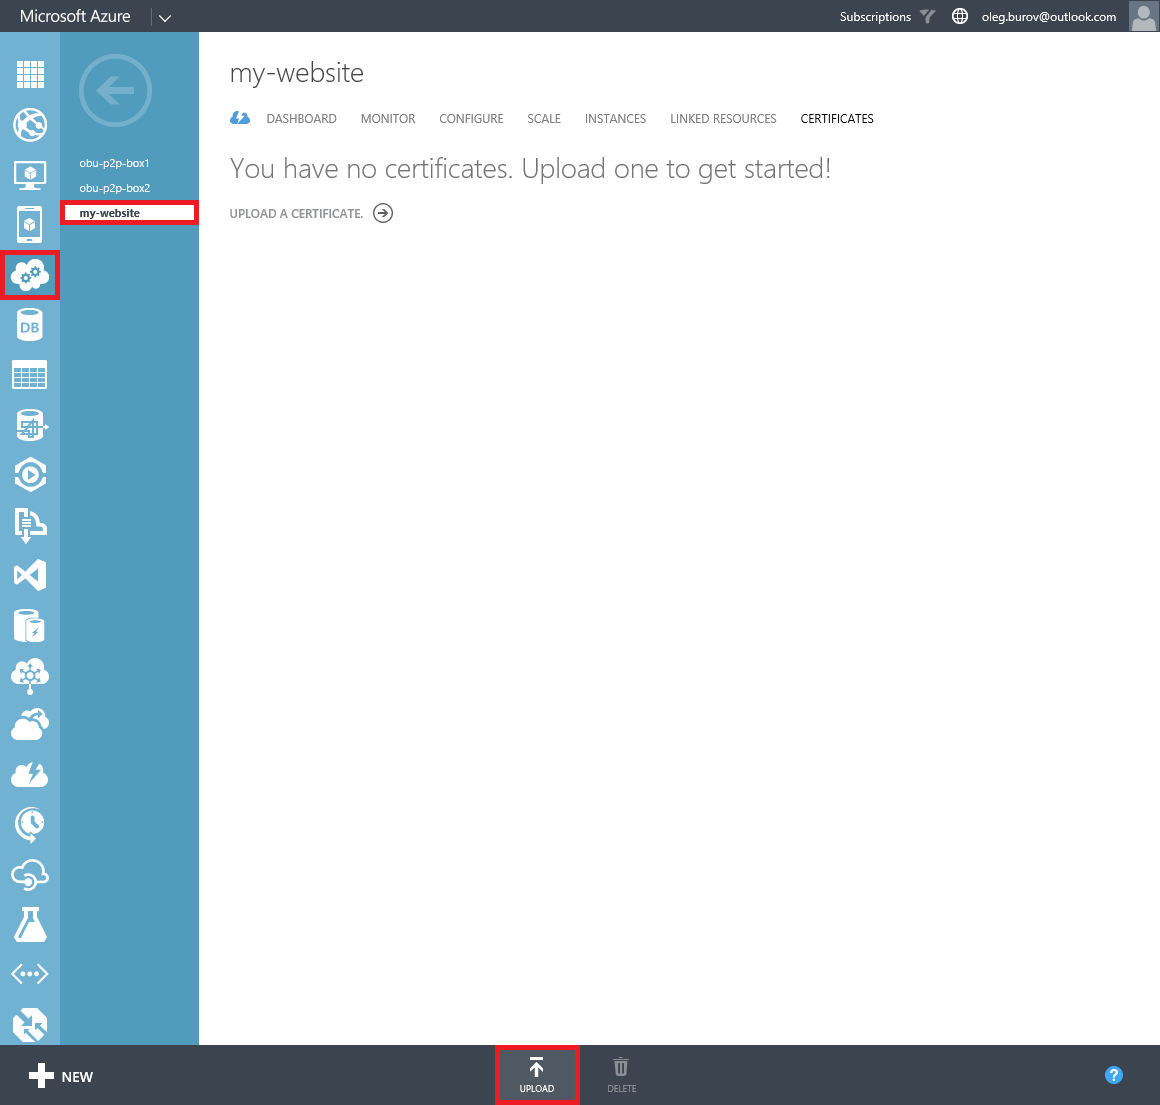 Microsoft Azure
Subscriptions
oleg.burov@outlook.com
obu-p2p-box1
obu-p2p-box2
my-website
DB
my-website
DASHBOARD MONITOR CONFIGURE SCALE INSTANCES LINKED RESOURCES CERTIFICATES
You have no certificates. Upload one to get started!
UPLOAD A CERTIFICATE.
NEW
UPLOAD
DELETE
?